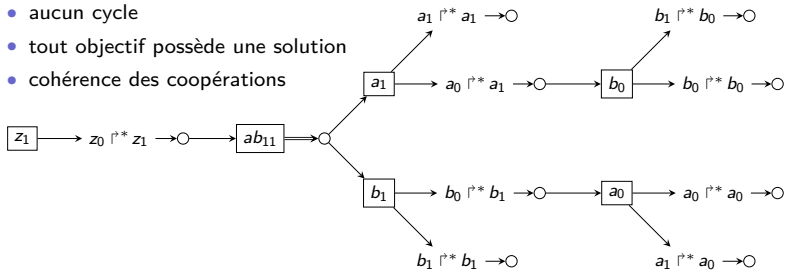 • aucun cycle
• tout objectif possède une solution
• cohérence des coopérations
a₁ ↱* a₁
b₁ ↱* b₀
a₁
a₀ ↱* a₁
b₀
b₀ ↱* b₀
z₁
z₀ ↱* z₁
ab₁₁
b₁
b₀ ↱* b₁
a₀
a₀ ↱* a₀
b₁ ↱* b₁
a₁ ↱* a₀